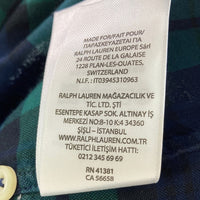 MADE FOR/FAIT POUR/
ΠΑΡΑΣΚΕΥΑΖΕΤΑΙ ΓΙΑ
RALPH LAUREN EUROPE Sàrl
24 ROUTE DE LA GALAISE
1228 PLAN-LES-OUATES,
SWITZERLAND
N.: IT03945310963
RALPH LAUREN MAĞAZACILIK VE
TİC. LTD. ŞTİ
ESENTEPE KASAP SOK. ALTINAY İŞ
MERKEZİ NO:8-10 K:4 34360
ŞİŞLİ – İSTANBUL
WWW.RALPHLAUREN.COM.TR
TÜKETİCİ İLETİŞİM HATTI:
0212 345 69 69
RN 41381
CA 56658